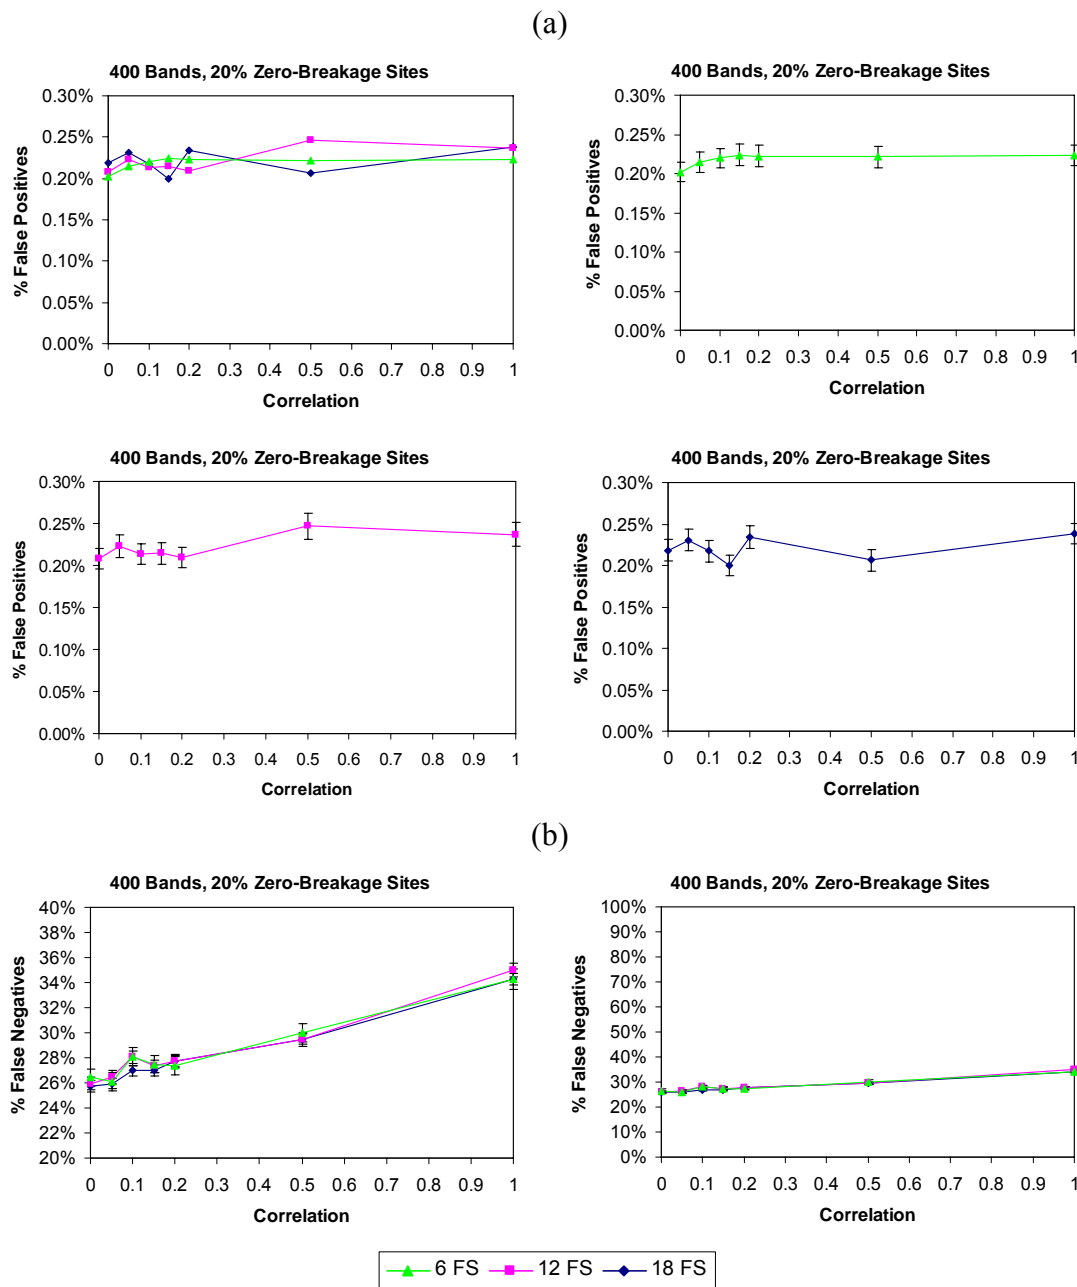 (a)
400 Bands, 20% Zero-Breakage Sites
% False Positives
0.30%
0.25%
0.20%
0.15%
0.10%
0.05%
0.00%
0 0.1 0.2 0.3 0.4 0.5 0.6 0.7 0.8 0.9 1
Correlation
400 Bands, 20% Zero-Breakage Sites
% False Positives
0.30%
0.25%
0.20%
0.15%
0.10%
0.05%
0.00%
0 0.1 0.2 0.3 0.4 0.5 0.6 0.7 0.8 0.9 1
Correlation
400 Bands, 20% Zero-Breakage Sites
% False Positives
0.30%
0.25%
0.20%
0.15%
0.10%
0.05%
0.00%
0 0.1 0.2 0.3 0.4 0.5 0.6 0.7 0.8 0.9 1
Correlation
400 Bands, 20% Zero-Breakage Sites
% False Positives
0.30%
0.25%
0.20%
0.15%
0.10%
0.05%
0.00%
0 0.1 0.2 0.3 0.4 0.5 0.6 0.7 0.8 0.9 1
Correlation
(b)
400 Bands, 20% Zero-Breakage Sites
% False Negatives
40%
38%
36%
34%
32%
30%
28%
26%
24%
22%
20%
0 0.1 0.2 0.3 0.4 0.5 0.6 0.7 0.8 0.9 1
Correlation
400 Bands, 20% Zero-Breakage Sites
% False Negatives
100%
90%
80%
70%
60%
50%
40%
30%
20%
10%
0%
0 0.1 0.2 0.3 0.4 0.5 0.6 0.7 0.8 0.9 1
Correlation
6 FS 12 FS 18 FS